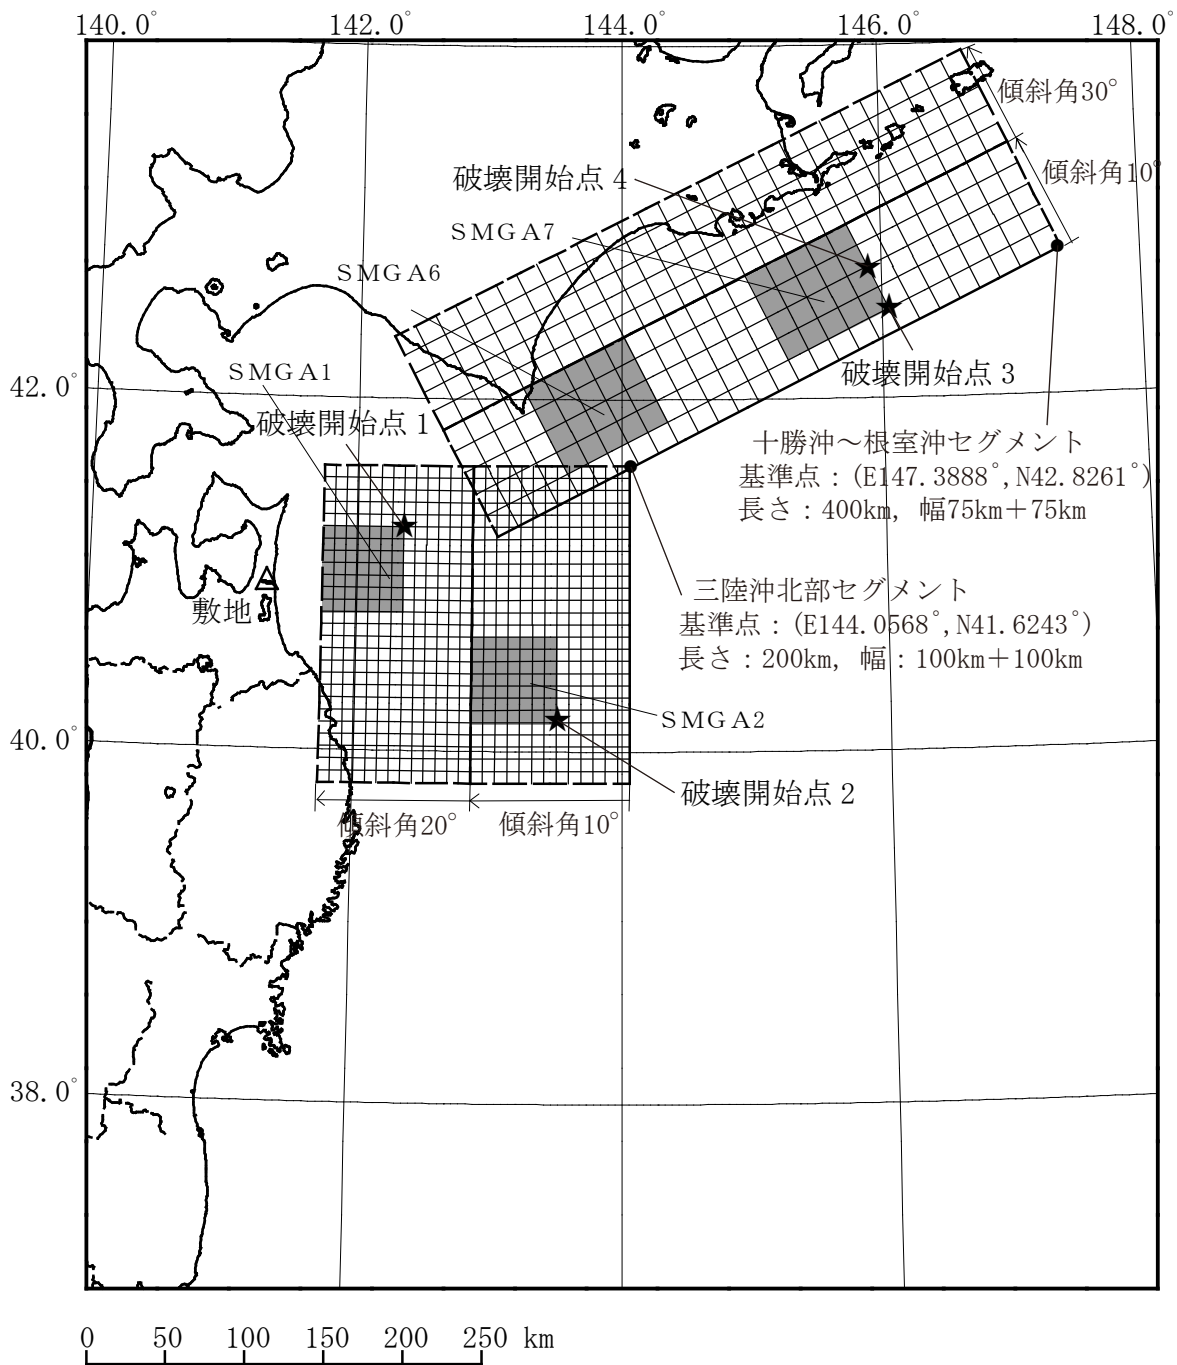 140.0°
142.0°
144.0°
146.0°
148.0°
傾斜角30°
破壊開始点４
傾斜角10°
ＳＭＧＡ７
ＳＭＧＡ６
ＳＭＧＡ１
破壊開始点３
42.0°
破壊開始点１
十勝沖～根室沖セグメント
基準点：(E147.3888°,N42.8261°)
長さ：400km, 幅75km＋75km
敷地
三陸沖北部セグメント
基準点：(E144.0568°,N41.6243°)
長さ：200km, 幅：100km＋100km
ＳＭＧＡ２
40.0°
破壊開始点２
傾斜角20°
傾斜角10°
38.0°
0 50 100 150 200 250 km